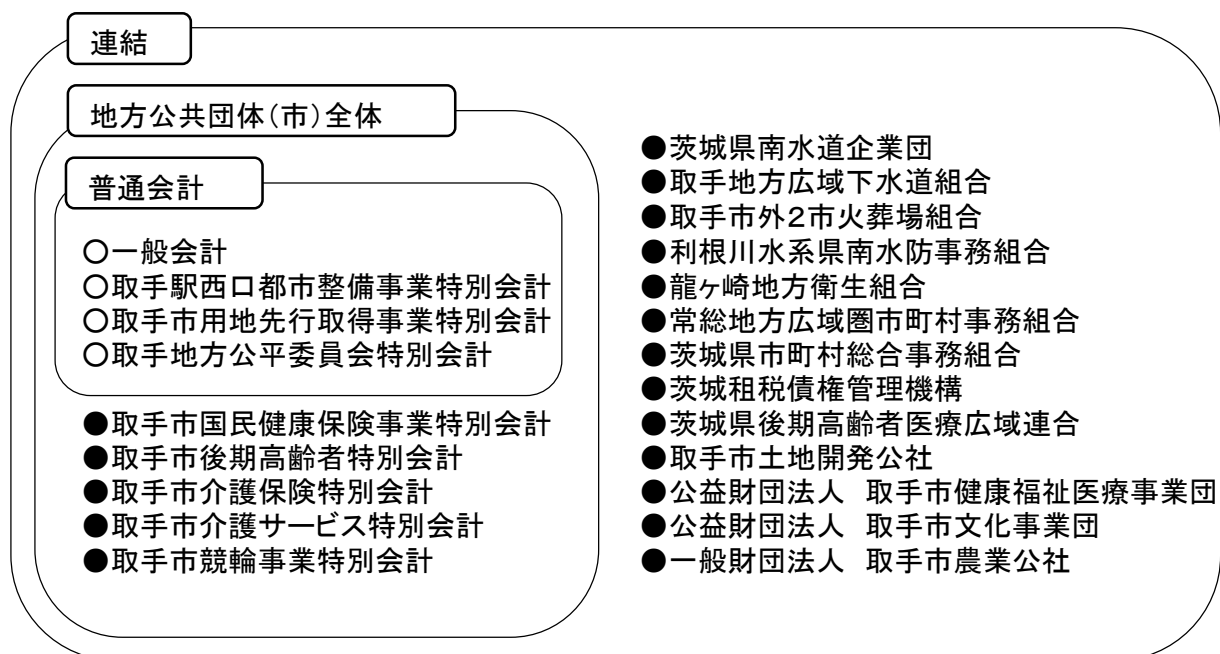 連結
地方公共団体(市)全体
普通会計
○一般会計
○取手駅西口都市整備事業特別会計
○取手市用地先行取得事業特別会計
○取手地方公平委員会特別会計
●取手市国民健康保険事業特別会計
●取手市後期高齢者特別会計
●取手市介護保険特別会計
●取手市介護サービス特別会計
●取手市競輪事業特別会計
●茨城県南水道企業団
●取手地方広域下水道組合
●取手市外2市火葬場組合
●利根川水系県南水防事務組合
●龍ケ崎地方衛生組合
●常総地方広域圏市町村事務組合
●茨城県市町村総合事務組合
●茨城租税債権管理機構
●茨城県後期高齢者医療広域連合
●取手市土地開発公社
●公益財団法人 取手市健康福祉医療事業団
●公益財団法人 取手市文化事業団
●一般財団法人 取手市農業公社